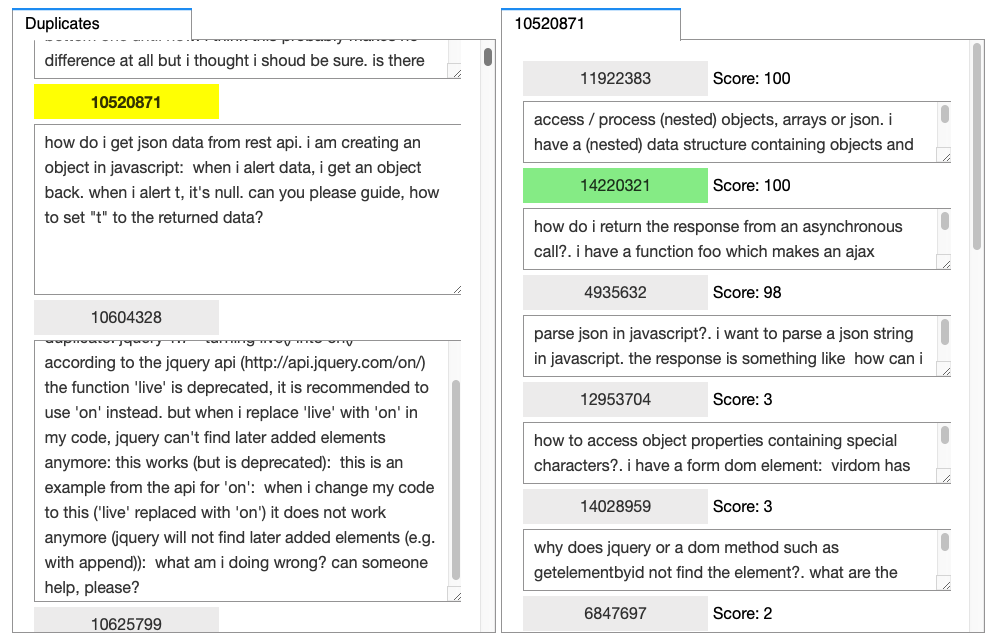 Duplicates
difference at all but i thought i shoud be sure. is there
10520871
how do i get json data from rest api. i am creating an
object in javascript:  when i alert data, i get an object
back. when i alert t, it's null. can you please guide, how
to set "t" to the returned data?
10604328
according to the jquery api (http://api.jquery.com/on/)
the function 'live' is deprecated, it is recommended to
use 'on' instead. but when i replace 'live' with 'on' in
my code, jquery can't find later added elements
anymore: this works (but is deprecated):  this is an
example from the api for 'on':  when i change my code
to this ('live' replaced with 'on') it does not work
anymore (jquery will not find later added elements (e.g.
with append)):  what am i doing wrong? can someone
help, please?
10625799
10520871
11922383 Score: 100
access / process (nested) objects, arrays or json. i
have a (nested) data structure containing objects and
14220321 Score: 100
how do i return the response from an asynchronous
call?. i have a function foo which makes an ajax
4935632 Score: 98
parse json in javascript?. i want to parse a json string
in javascript. the response is something like  how can i
12953704 Score: 3
how to access object properties containing special
characters?. i have a form dom element:  virdom has
14028959 Score: 3
why does jquery or a dom method such as
getelementbyid not find the element?. what are the
6847697 Score: 2